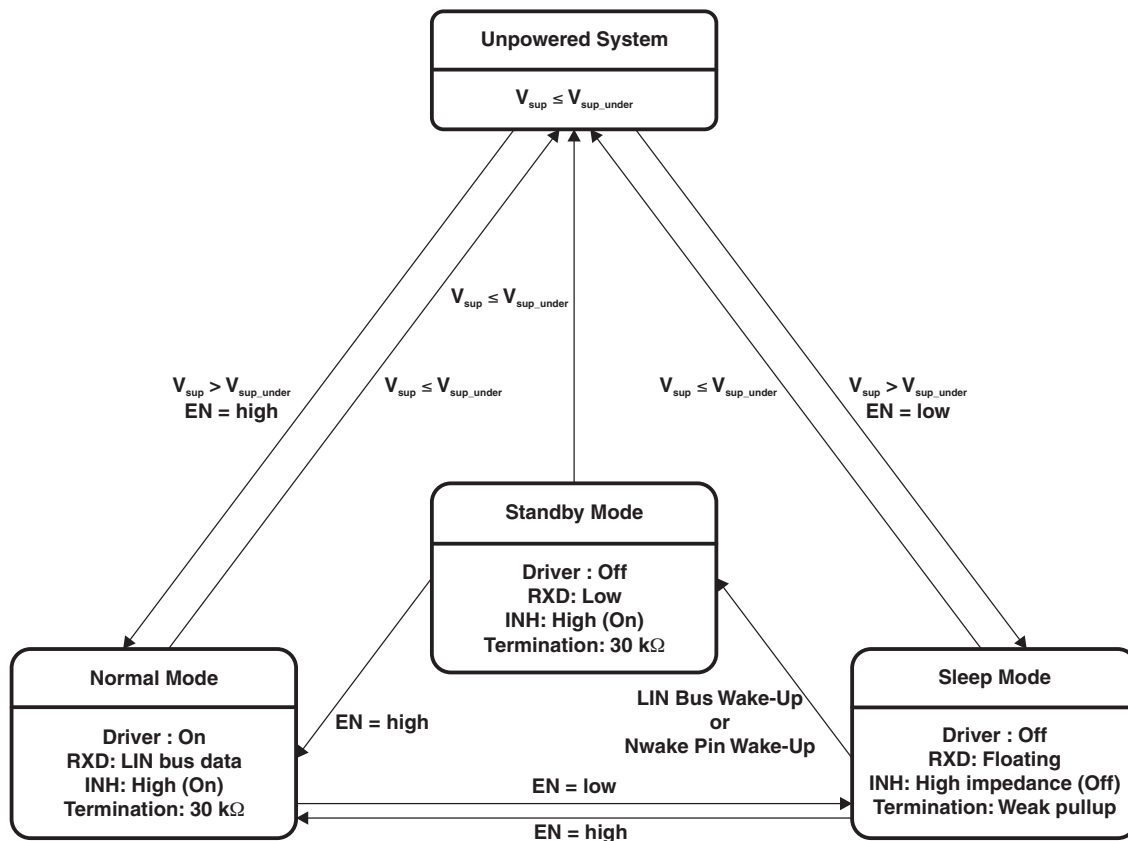 Unpowered System
Vsup ≤ Vsup_under
Vsup ≤ Vsup_under
Vsup > Vsup_under
EN = high
Vsup ≤ Vsup_under
Vsup ≤ Vsup_under
Vsup > Vsup_under
EN = low
Standby Mode
Driver : Off
RXD: Low
INH: High (On)
Termination: 30 kΩ
Normal Mode
Driver : On
RXD: LIN bus data
INH: High (On)
Termination: 30 kΩ
EN = high
LIN Bus Wake-Up
or
Nwake Pin Wake-Up
Sleep Mode
Driver : Off
RXD: Floating
INH: High impedance (Off)
Termination: Weak pullup
EN = low
EN = high